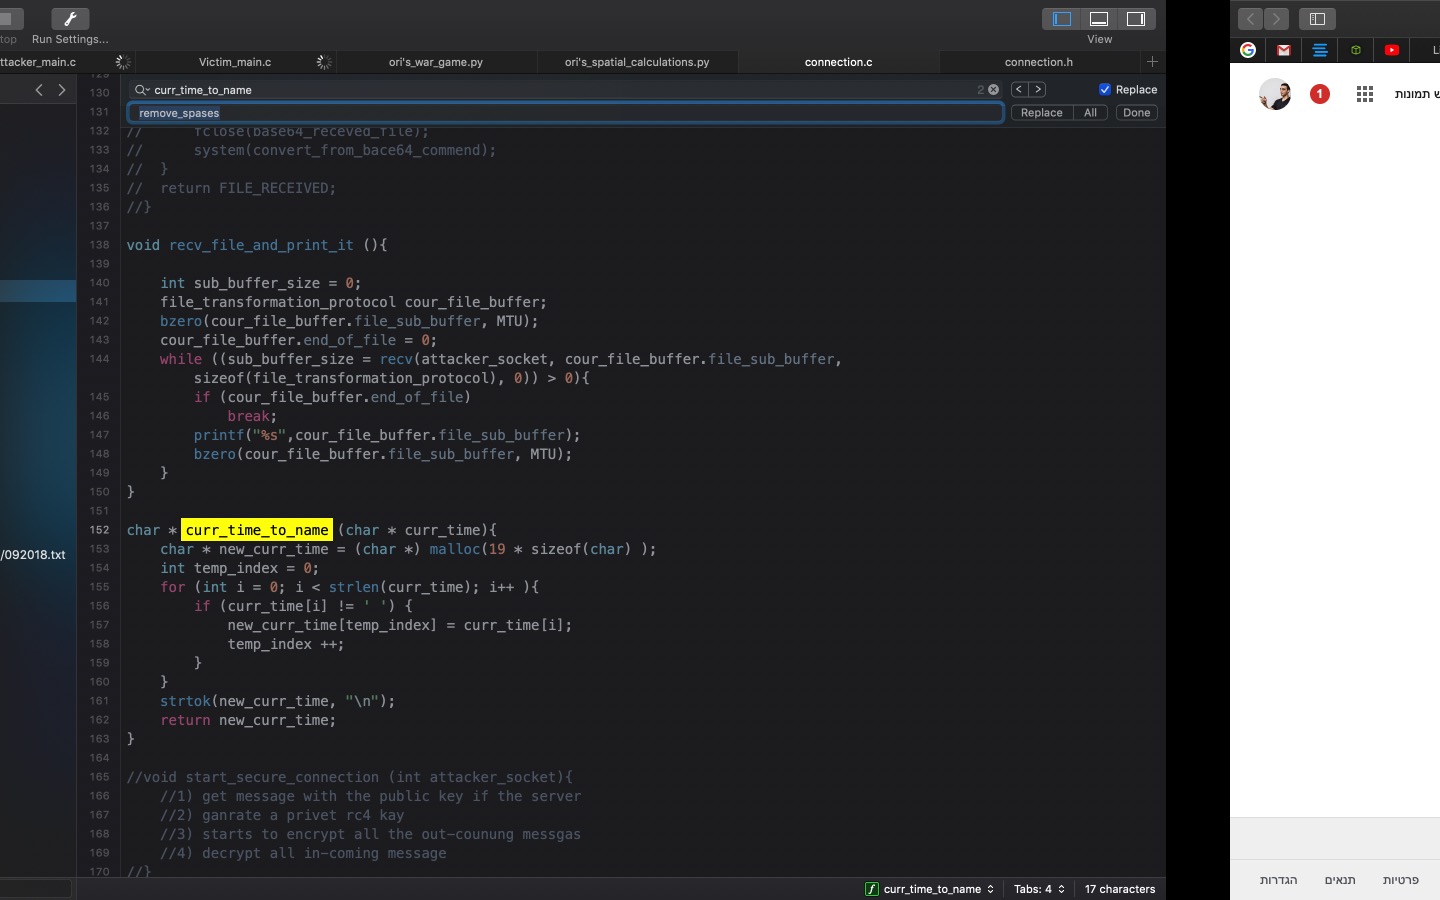 top
Run Settings...
View
ttacker_main.c
Victim_main.c
ori's_war_game.py
ori's_spatial_calculations.py
connection.c
connection.h
129
130
curr_time_to_name
2
Replace
131
remove_spases
Replace
All
Done
132 // fclose(base64_receved_file);
133 // system(convert_from_bace64_commend);
134 // }
135 // return FILE_RECEIVED;
136 //}
137
138 void recv_file_and_print_it (){
139
140 int sub_buffer_size = 0;
141 file_transformation_protocol cour_file_buffer;
142 bzero(cour_file_buffer.file_sub_buffer, MTU);
143 cour_file_buffer.end_of_file = 0;
144 while ((sub_buffer_size = recv(attacker_socket, cour_file_buffer.file_sub_buffer,
sizeof(file_transformation_protocol), 0)) > 0){
145 if (cour_file_buffer.end_of_file)
146 break;
147 printf("%s",cour_file_buffer.file_sub_buffer);
148 bzero(cour_file_buffer.file_sub_buffer, MTU);
149 }
150 }
151
152 char * curr_time_to_name (char * curr_time){
153 char * new_curr_time = (char *) malloc(19 * sizeof(char) );
/092018.txt
154 int temp_index = 0;
155 for (int i = 0; i < strlen(curr_time); i++ ){
156 if (curr_time[i] != ' ') {
157 new_curr_time[temp_index] = curr_time[i];
158 temp_index ++;
159 }
160 }
161 strtok(new_curr_time, "\n");
162 return new_curr_time;
163 }
164
165 //void start_secure_connection (int attacker_socket){
166 //1) get message with the public key if the server
167 //2) ganrate a privet rc4 kay
168 //3) starts to encrypt all the out-counung messgas
169 //4) decrypt all in-coming message
170 //}
f curr_time_to_name
Tabs: 4
17 characters
Li
1
ש תמונות
פרטיות
תנאים
הגדרות